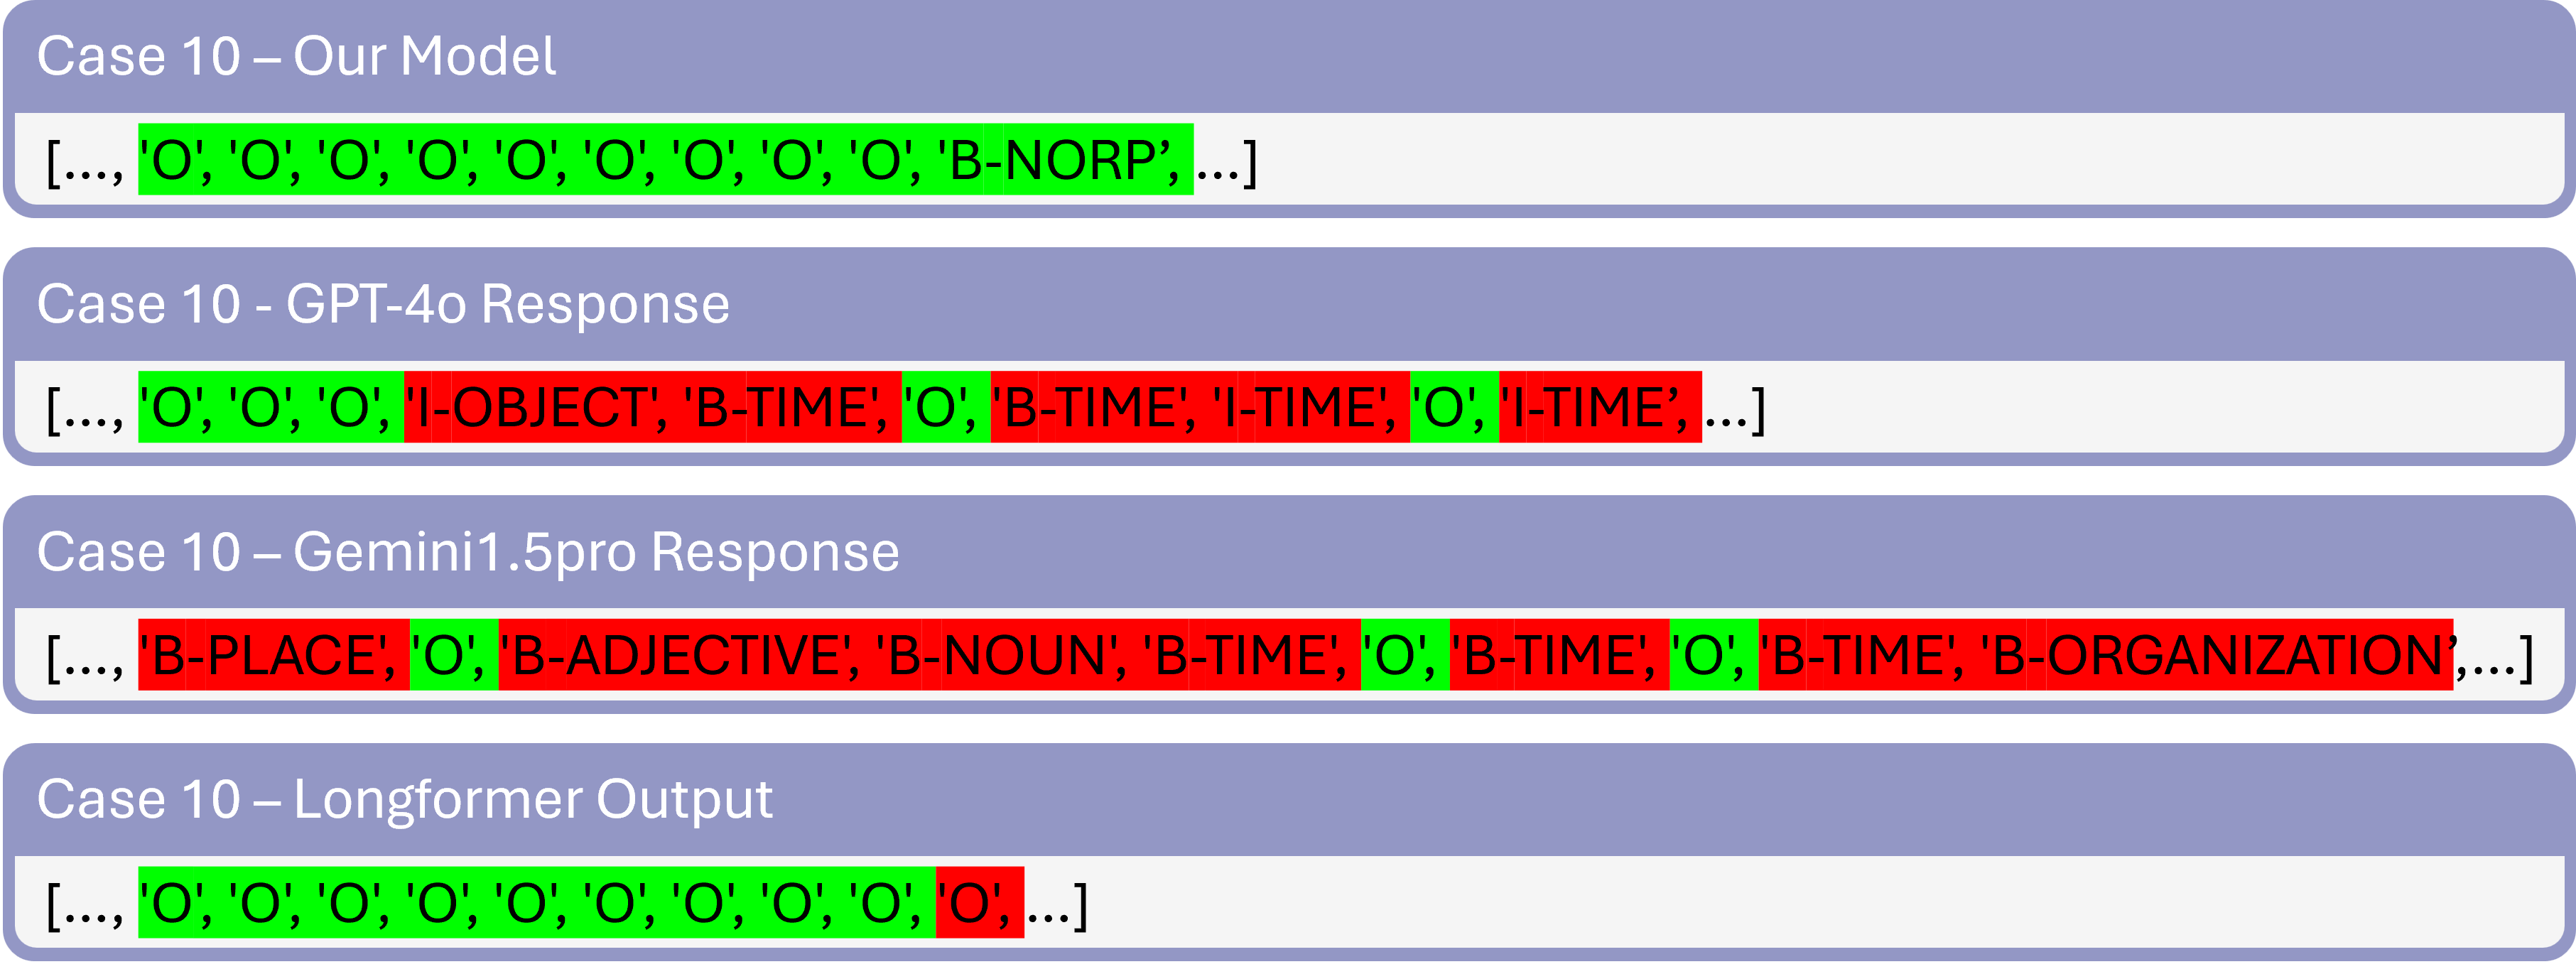 Case 10 – Our Model
[…, 'O', 'O', 'O', 'O', 'O', 'O', 'O', 'O', 'O', 'B-NORP’, …]
Case 10 - GPT-4o Response
[…, 'O', 'O', 'O', 'I-OBJECT', 'B-TIME', 'O', 'B-TIME', 'I-TIME', 'O', 'I-TIME’, …]
Case 10 – Gemini1.5pro Response
[…, 'B-PLACE', 'O', 'B-ADJECTIVE', 'B-NOUN', 'B-TIME', 'O', 'B-TIME', 'O', 'B-TIME', 'B-ORGANIZATION’,…]
Case 10 – Longformer Output
[…, 'O', 'O', 'O', 'O', 'O', 'O', 'O', 'O', 'O', 'O', …]